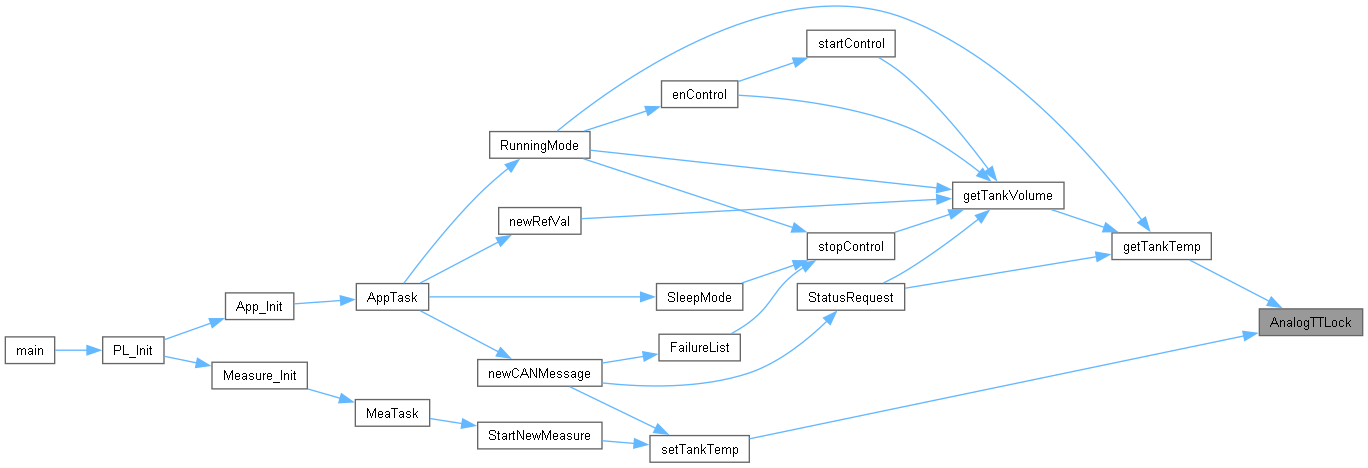 startControl
enControl
RunningMode
getTankVolume
newRefVal
stopControl
getTankTemp
AppTask
SleepMode
StatusRequest
App_Init
AnalogTTLock
main
PL_Init
FailureList
Measure_Init
newCANMessage
MeaTask
StartNewMeasure
setTankTemp